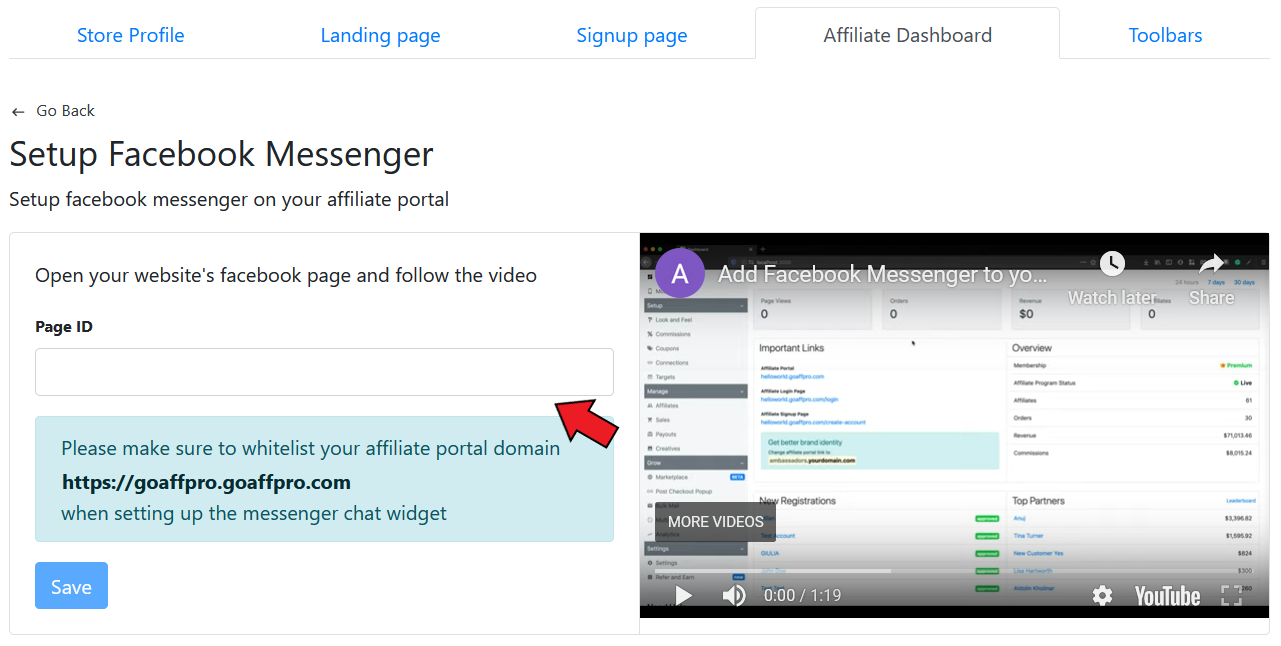 Store Profile
Landing page
Signup page
Affiliate Dashboard
Toolbars
← Go Back
Setup Facebook Messenger
Setup facebook messenger on your affiliate portal
Open your website's facebook page and follow the video
Page ID
Please make sure to whitelist your affiliate portal domain
https://goaffpro.goaffpro.com
when setting up the messenger chat widget
Save
A
Add Facebook Messenger to yo...
Watch later
Share
24 hours 7 days 30 days
Page Views
0
Orders
0
Revenue
$0
0
Setup
Look and Feel
Commissions
Coupons
Connections
Targets
Manage
Affiliates
Sales
Payouts
Creatives
Grow
Marketplace BETA
Post Checkout Popup
Settings
Settings
Refer and Earn new
Important Links
Affiliate Portal
helloworld.goaffpro.com
Affiliate Login Page
helloworld.goaffpro.com/login
Affiliate Signup Page
helloworld.goaffpro.com/create-account
Get better brand identity
Change affiliate portal link to
ambassadors.yourdomain.com
Overview
Membership Premium
Affiliate Program Status Live
Affiliates 61
Orders 30
Revenue $71,013.46
Commissions $8,015.24
New Registrations
approved
Account approved
GIULIA approved
John Doe approved
approved
Top Partners Leaderboard
Anuj $3,396.82
Tina Turner $1,595.92
New Customer Yes $824
Lisa Hartworth $300
MORE VIDEOS
0:00 / 1:19
YouTube